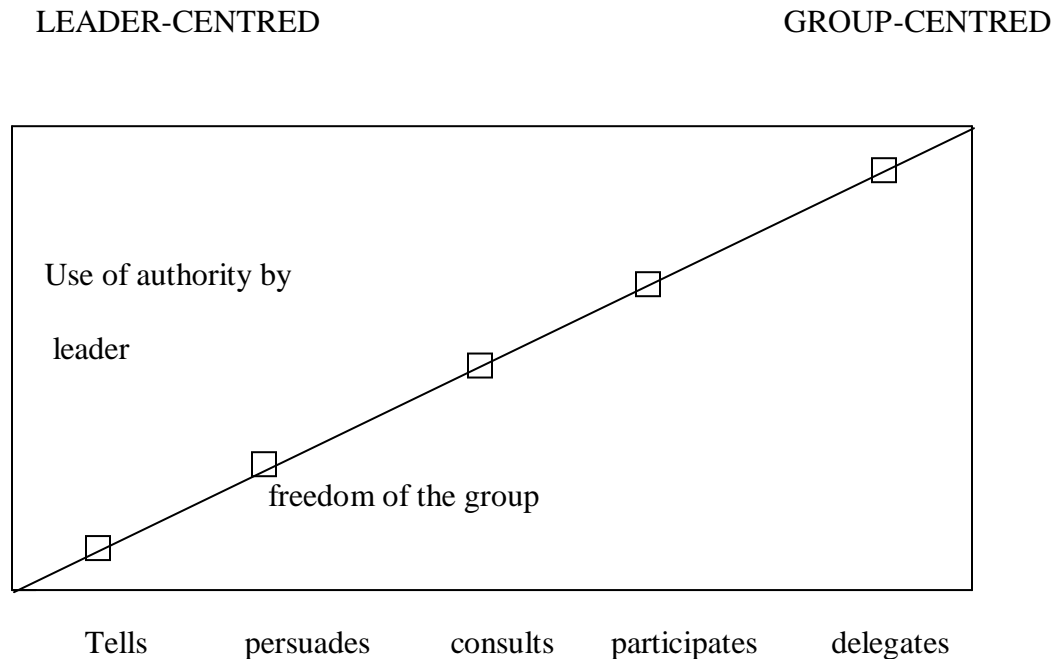 LEADER-CENTRED GROUP-CENTRED
Use of authority by
leader
freedom of the group
Tells persuades consults participates delegates